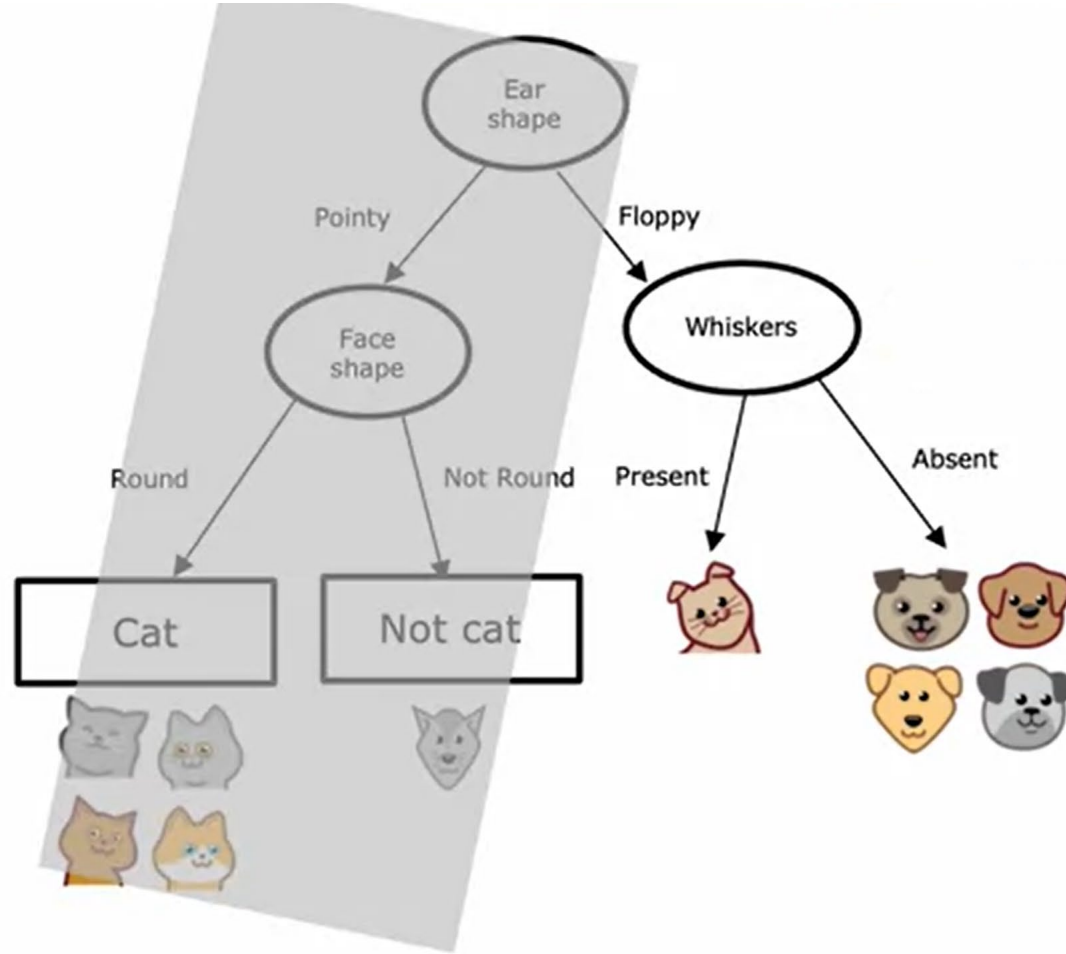 Ear
shape
Pointy
Floppy
Face
shape
Whiskers
Round
Not Round
Present
Absent
Cat
Not cat